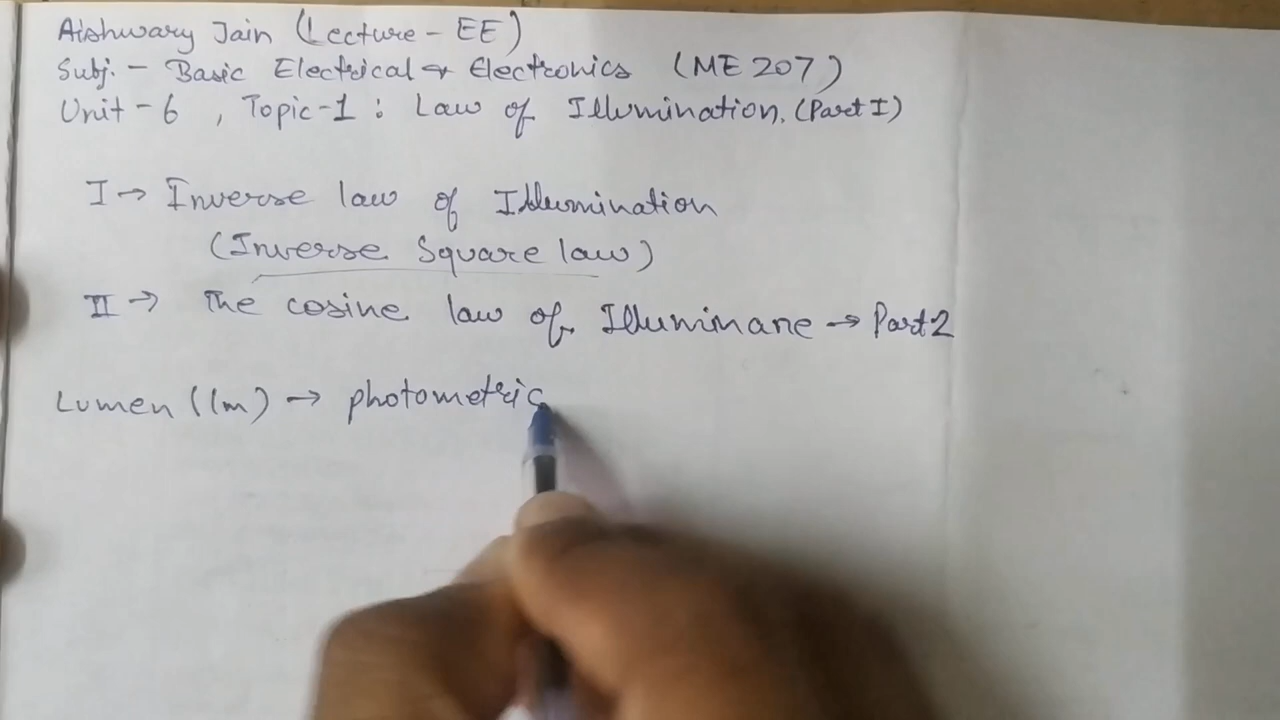 Aishwary Jain (Lecture - EE)
Subj. - Basic Electrical & Electronics (ME 207)
Unit - 6 , Topic - 1 : Law of Illumination. (Part I)
I → Inverse law of Illumination
(Inverse Square law)
II → The cosine law of Illuminane → Part 2
Lumen (lm) → photometric